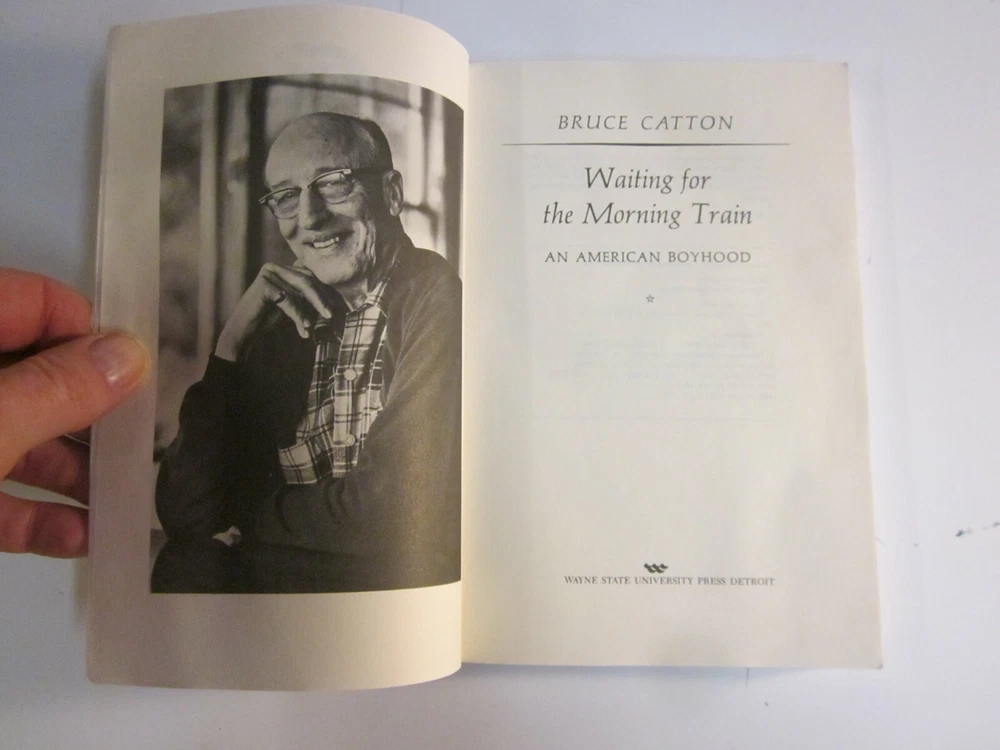 BRUCE CATTON
Waiting for
the Morning Train
AN AMERICAN BOYHOOD
WAYNE STATE UNIVERSITY PRESS DETROIT